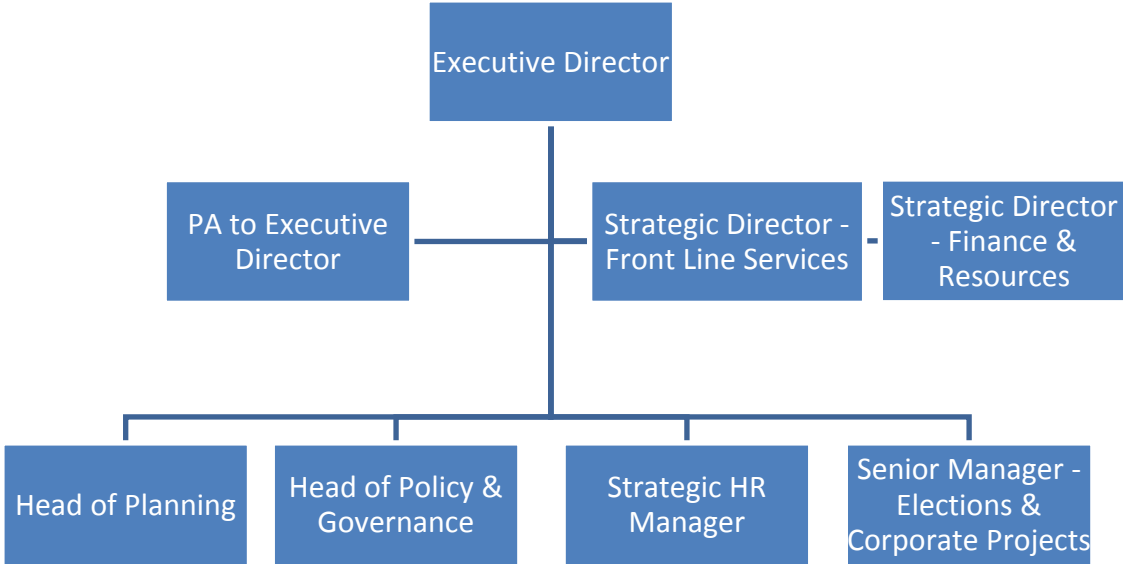 Executive Director
PA to Executive
Director
Strategic Director -
Front Line Services
Strategic Director
- Finance &
Resources
Head of Planning
Head of Policy &
Governance
Strategic HR
Manager
Senior Manager -
Elections &
Corporate Projects